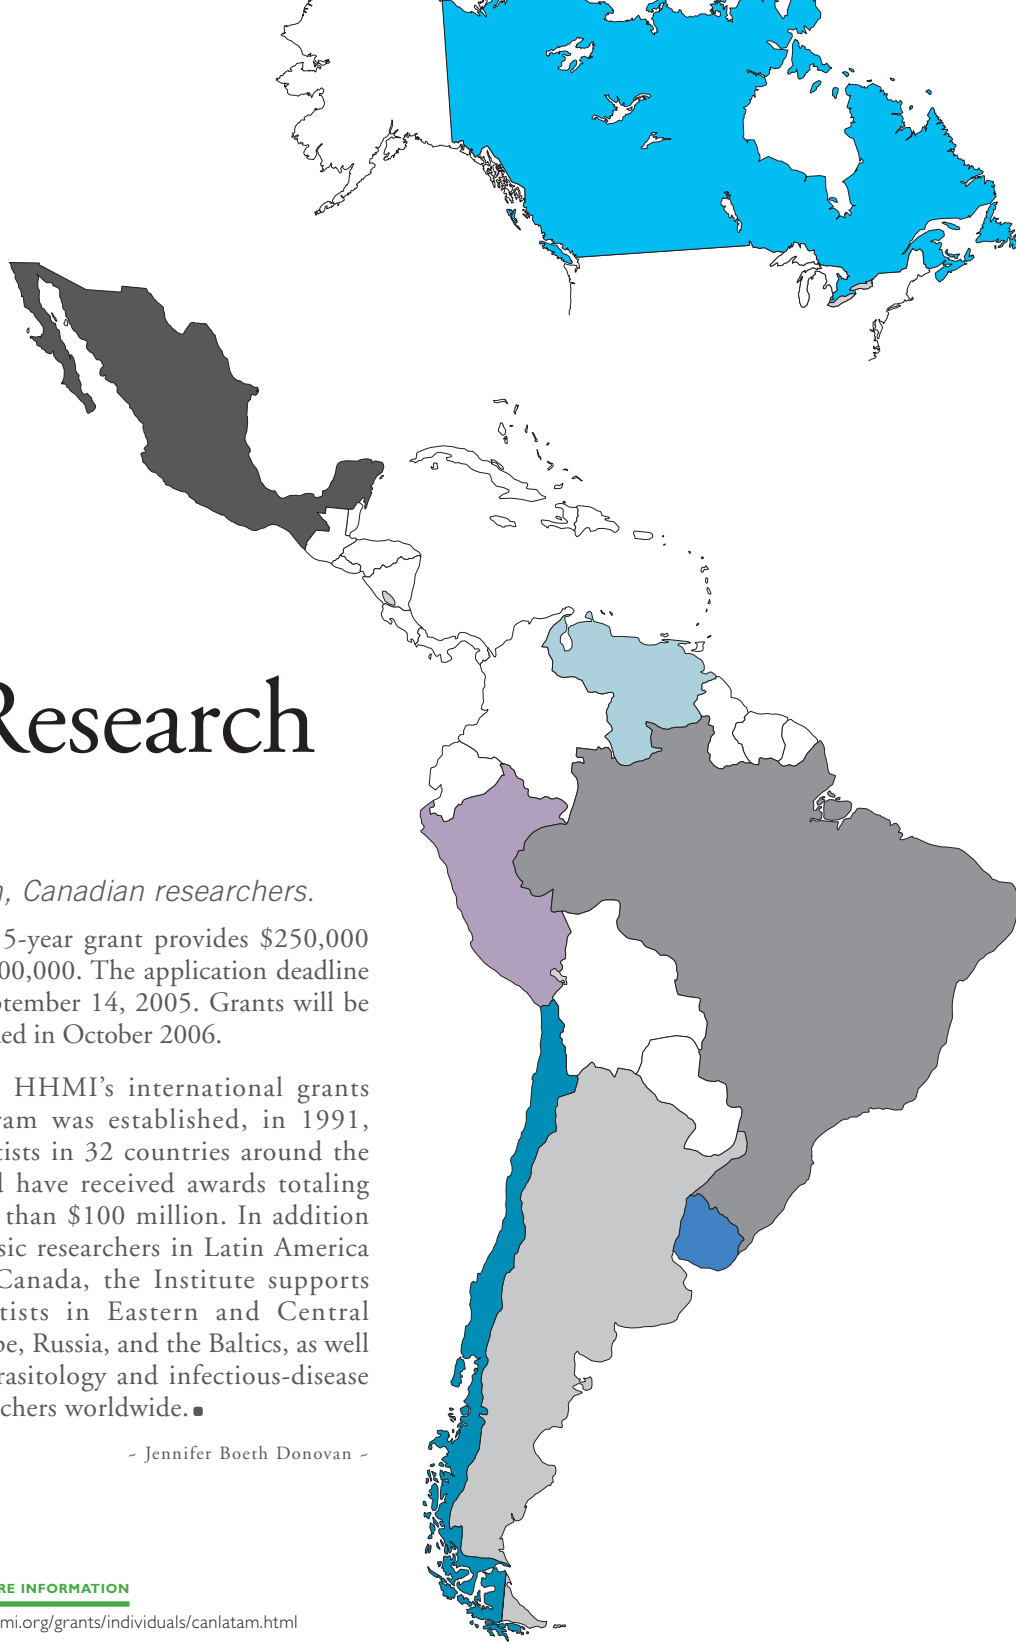 Research
, Canadian researchers.
5-year grant provides $250,000
00,000. The application deadline
tember 14, 2005. Grants will be
ed in October 2006.
HHMI’s international grants
ram was established, in 1991,
tists in 32 countries around the
have received awards totaling
than $100 million. In addition
sic researchers in Latin America
Canada, the Institute supports
tists in Eastern and Central
pe, Russia, and the Baltics, as well
rasitology and infectious-disease
chers worldwide.
~ Jennifer Boeth Donovan ~
RE INFORMATION
mi.org/grants/individuals/canlatam.html